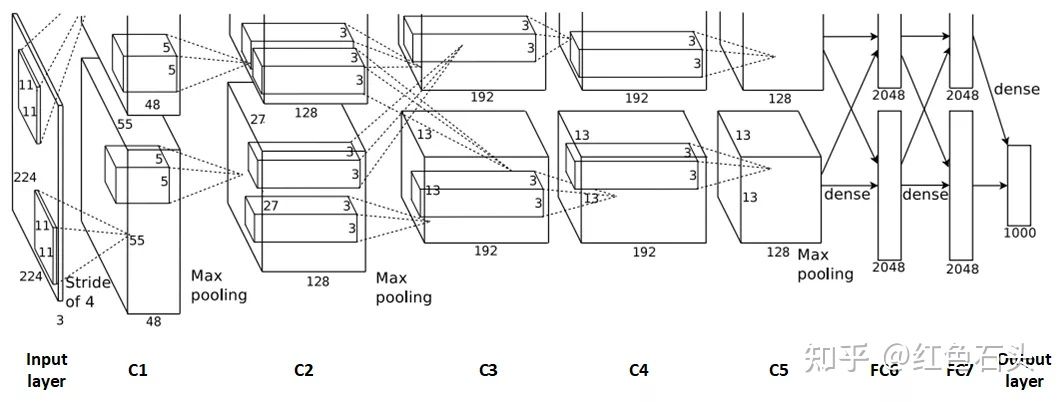 3
3
3
3
3
5
3
3
3
5
11
48
192
192
128
2048
2048
128
dense
11
55
27
13
13
13
5
3
3
5
3
3
224
13
3
13
3
13
27
3
3
dense
dense
11
55
3
11
192
192
128
1000
224
Stride
of 4
Max
pooling
128
Max
pooling
Max
pooling
2048
2048
3
48
Input
layer
C1
C2
C3
C4
C5
FC6
FC7
Output
layer
知乎 @红色石头